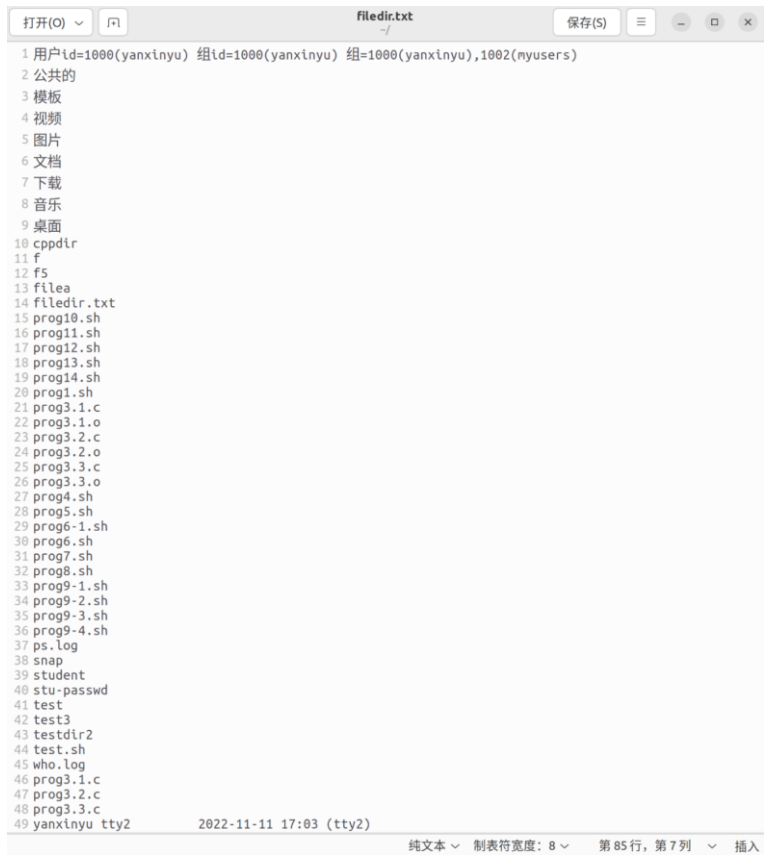 打开(O)
filedir.txt
~/
保存(S)
1 用户id=1000(yanxinyu) 组id=1000(yanxinyu) 组=1000(yanxinyu),1002(myusers)
2 公共的
3 模板
4 视频
5 图片
6 文档
7 下载
8 音乐
9 桌面
10 cppdir
11 f
12 f5
13 filea
14 filedir.txt
15 prog10.sh
16 prog11.sh
17 prog12.sh
18 prog13.sh
19 prog14.sh
20 prog1.sh
21 prog3.1.c
22 prog3.1.o
23 prog3.2.c
24 prog3.2.o
25 prog3.3.c
26 prog3.3.o
27 prog4.sh
28 prog5.sh
29 prog6-1.sh
30 prog6.sh
31 prog7.sh
32 prog8.sh
33 prog9-1.sh
34 prog9-2.sh
35 prog9-3.sh
36 prog9-4.sh
37 ps.log
38 snap
39 student
40 stu-passwd
41 test
42 test3
43 testdir2
44 test.sh
45 who.log
46 prog3.1.c
47 prog3.2.c
48 prog3.3.c
49 yanxinyu tty2 2022-11-11 17:03 (tty2)
纯文本 制表符宽度：8 第 85 行，第 7 列 插入